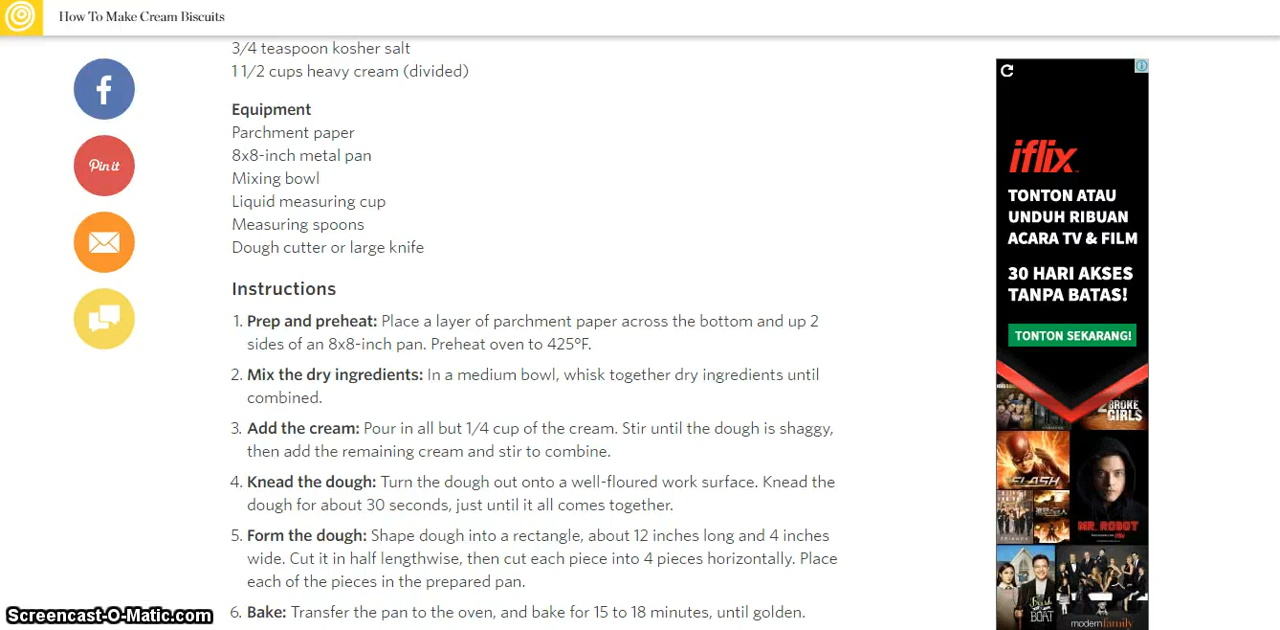 How To Make Cream Biscuits
3/4 teaspoon kosher salt
1 1/2 cups heavy cream (divided)
Equipment
Parchment paper
8x8-inch metal pan
Mixing bowl
Liquid measuring cup
Measuring spoons
Dough cutter or large knife
Instructions
1. Prep and preheat: Place a layer of parchment paper across the bottom and up 2
sides of an 8x8-inch pan. Preheat oven to 425°F.
2. Mix the dry ingredients: In a medium bowl, whisk together dry ingredients until
combined.
3. Add the cream: Pour in all but 1/4 cup of the cream. Stir until the dough is shaggy,
then add the remaining cream and stir to combine.
4. Knead the dough: Turn the dough out onto a well-floured work surface. Knead the
dough for about 30 seconds, just until it all comes together.
5. Form the dough: Shape dough into a rectangle, about 12 inches long and 4 inches
wide. Cut it in half lengthwise, then cut each piece into 4 pieces horizontally. Place
each of the pieces in the prepared pan.
6. Bake: Transfer the pan to the oven, and bake for 15 to 18 minutes, until golden.
f
Pin it
iflix
TONTON ATAU
UNDUH RIBUAN
ACARA TV & FILM
30 HARI AKSES
TANPA BATAS!
TONTON SEKARANG!
2 BROKE
GIRLS
FLASH
MR. ROBOT
BOAT
modern family
Screencast-O-Matic.com